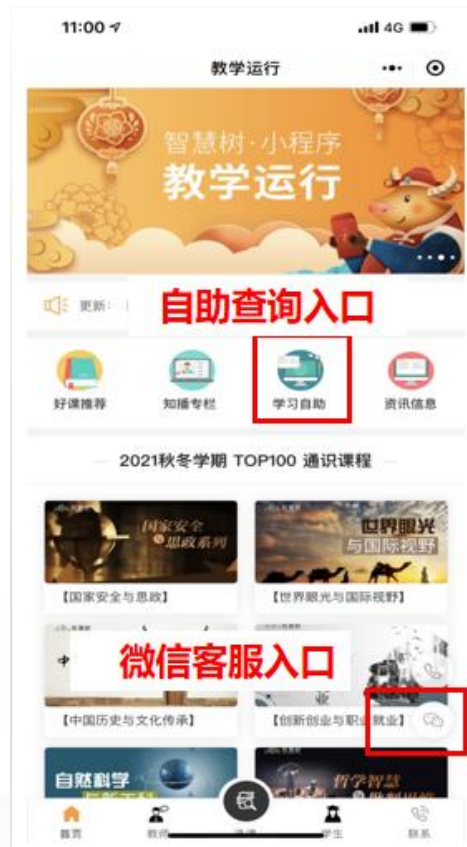 11:00
4G
教学运行
智慧树·小程序
教学运行
更新:
自助查询入口
好课推荐
知播专栏
学习自助
资讯信息
2021秋冬学期 TOP100 通识课程
国家安全
与思政系列
世界眼光
与国际视野
【国家安全与思政】
【世界眼光与国际视野】
中
微信客服入口
【中国历史与文化传承】
【创新创业与职业就业】
自然科学
哲学智慧
首页
教师
学生
联系